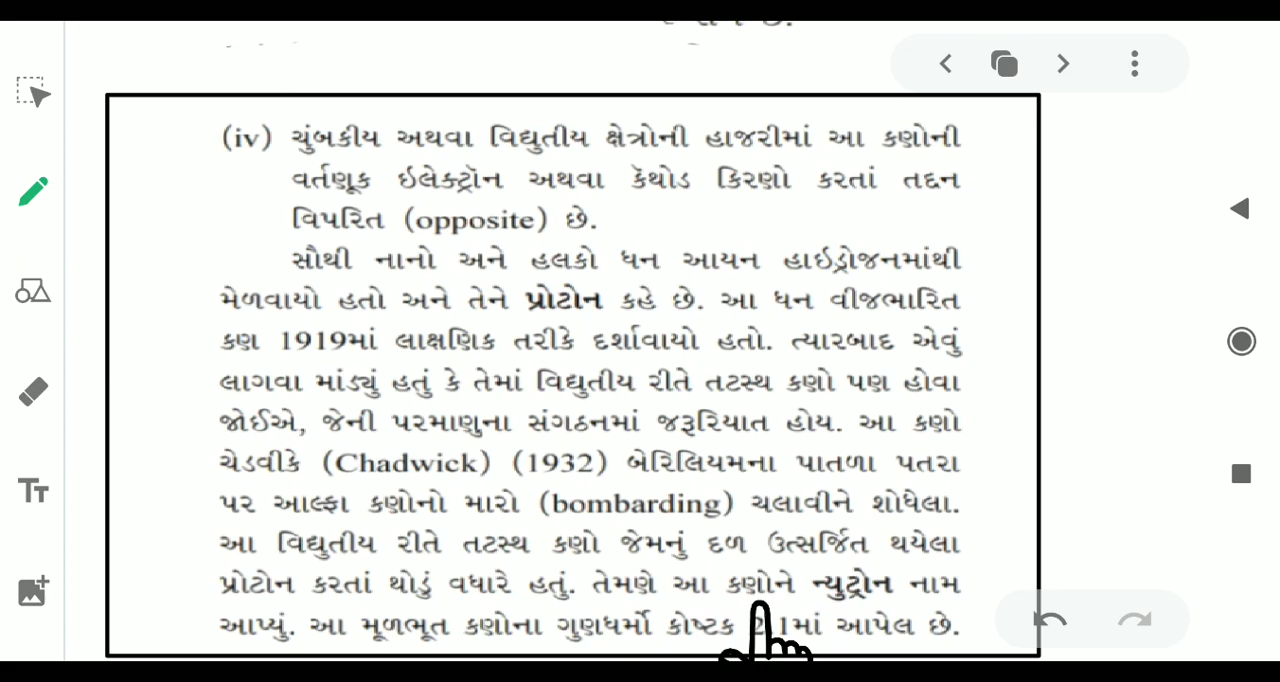 (iv) ચુંબકીય અથવા વિદ્યુતીય ક્ષેત્રોની હાજરીમાં આ કણોની
વર્તણૂક ઇલેક્ટ્રૉન અથવા કૅથોડ કિરણો કરતાં તદ્દન
વિપરિત (opposite) છે.
સૌથી નાનો અને હલકો ધન આયન હાઇડ્રોજનમાંથી
મેળવાયો હતો અને તેને પ્રોટોન કહે છે. આ ધન વીજભારિત
કણ 1919માં લાક્ષણિક તરીકે દર્શાવાયો હતો. ત્યારબાદ એવું
લાગવા માંડ્યું હતું કે તેમાં વિદ્યુતીય રીતે તટસ્થ કણો પણ હોવા
જોઈએ, જેની પરમાણુના સંગઠનમાં જરૂરિયાત હોય. આ કણો
ચેડવીકે (Chadwick) (1932) બેરિલિયમના પાતળા પતરા
પર આલ્ફા કણોનો મારો (bombarding) ચલાવીને શોધેલા.
આ વિદ્યુતીય રીતે તટસ્થ કણો જેમનું દળ ઉત્સર્જિત થયેલા
પ્રોટોન કરતાં થોડું વધારે હતું. તેમણે આ કણોને ન્યુટ્રોન નામ
આપ્યું. આ મૂળભૂત કણોના ગુણધર્મો કોષ્ટક 2.1માં આપેલ છે.
TT